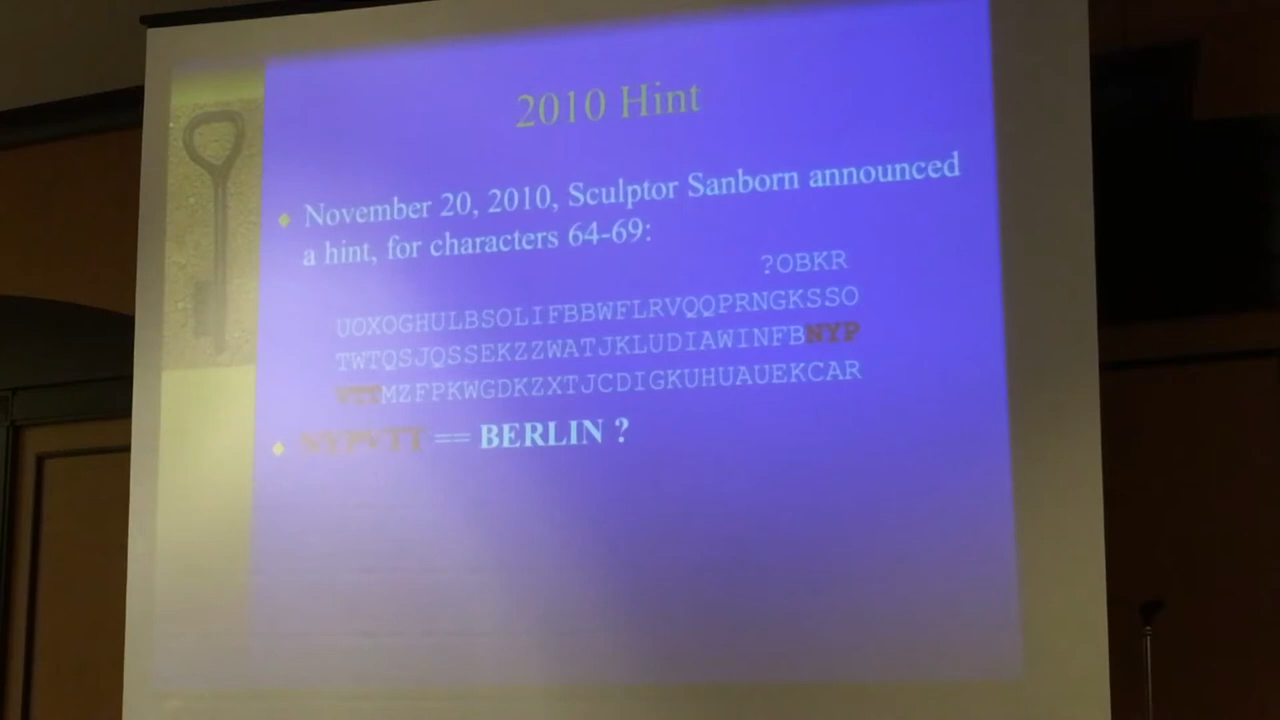 2010 Hint
November 20, 2010, Sculptor Sanborn announced
a hint, for characters 64-69:
?OBKR
UOXOGHULBSOLIFBBWFLRVQQPRNGKSSO
TWTQSJQSSEKZZWATJKLUDIAWINFBNYP
VTTMZFPKWGDKZXTJCDIGKUHUAUEKCAR
NYPVTT == BERLIN ?